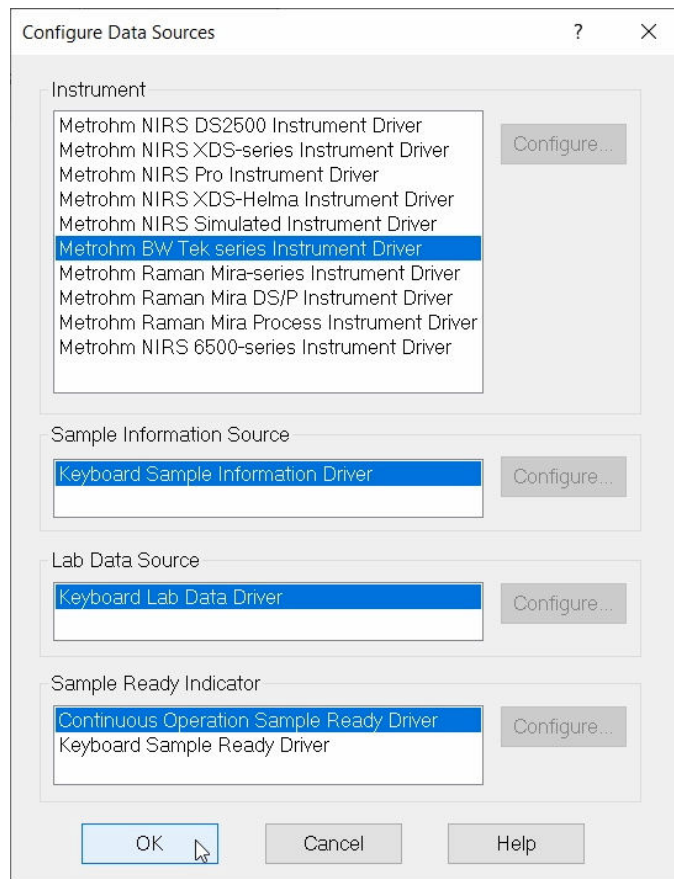 Configure Data Sources
?
Instrument
Metrohm NIRS DS2500 Instrument Driver
Metrohm NIRS XDS-series Instrument Driver
Metrohm NIRS Pro Instrument Driver
Metrohm NIRS XDS-Helma Instrument Driver
Metrohm NIRS Simulated Instrument Driver
Metrohm BW Tek series Instrument Driver
Metrohm Raman Mira-series Instrument Driver
Metrohm Raman Mira DS/P Instrument Driver
Metrohm Raman Mira Process Instrument Driver
Metrohm NIRS 6500-series Instrument Driver
Configure...
Sample Information Source
Keyboard Sample Information Driver
Configure...
Lab Data Source
Keyboard Lab Data Driver
Configure...
Sample Ready Indicator
Continuous Operation Sample Ready Driver
Keyboard Sample Ready Driver
Configure...
OK
Cancel
Help